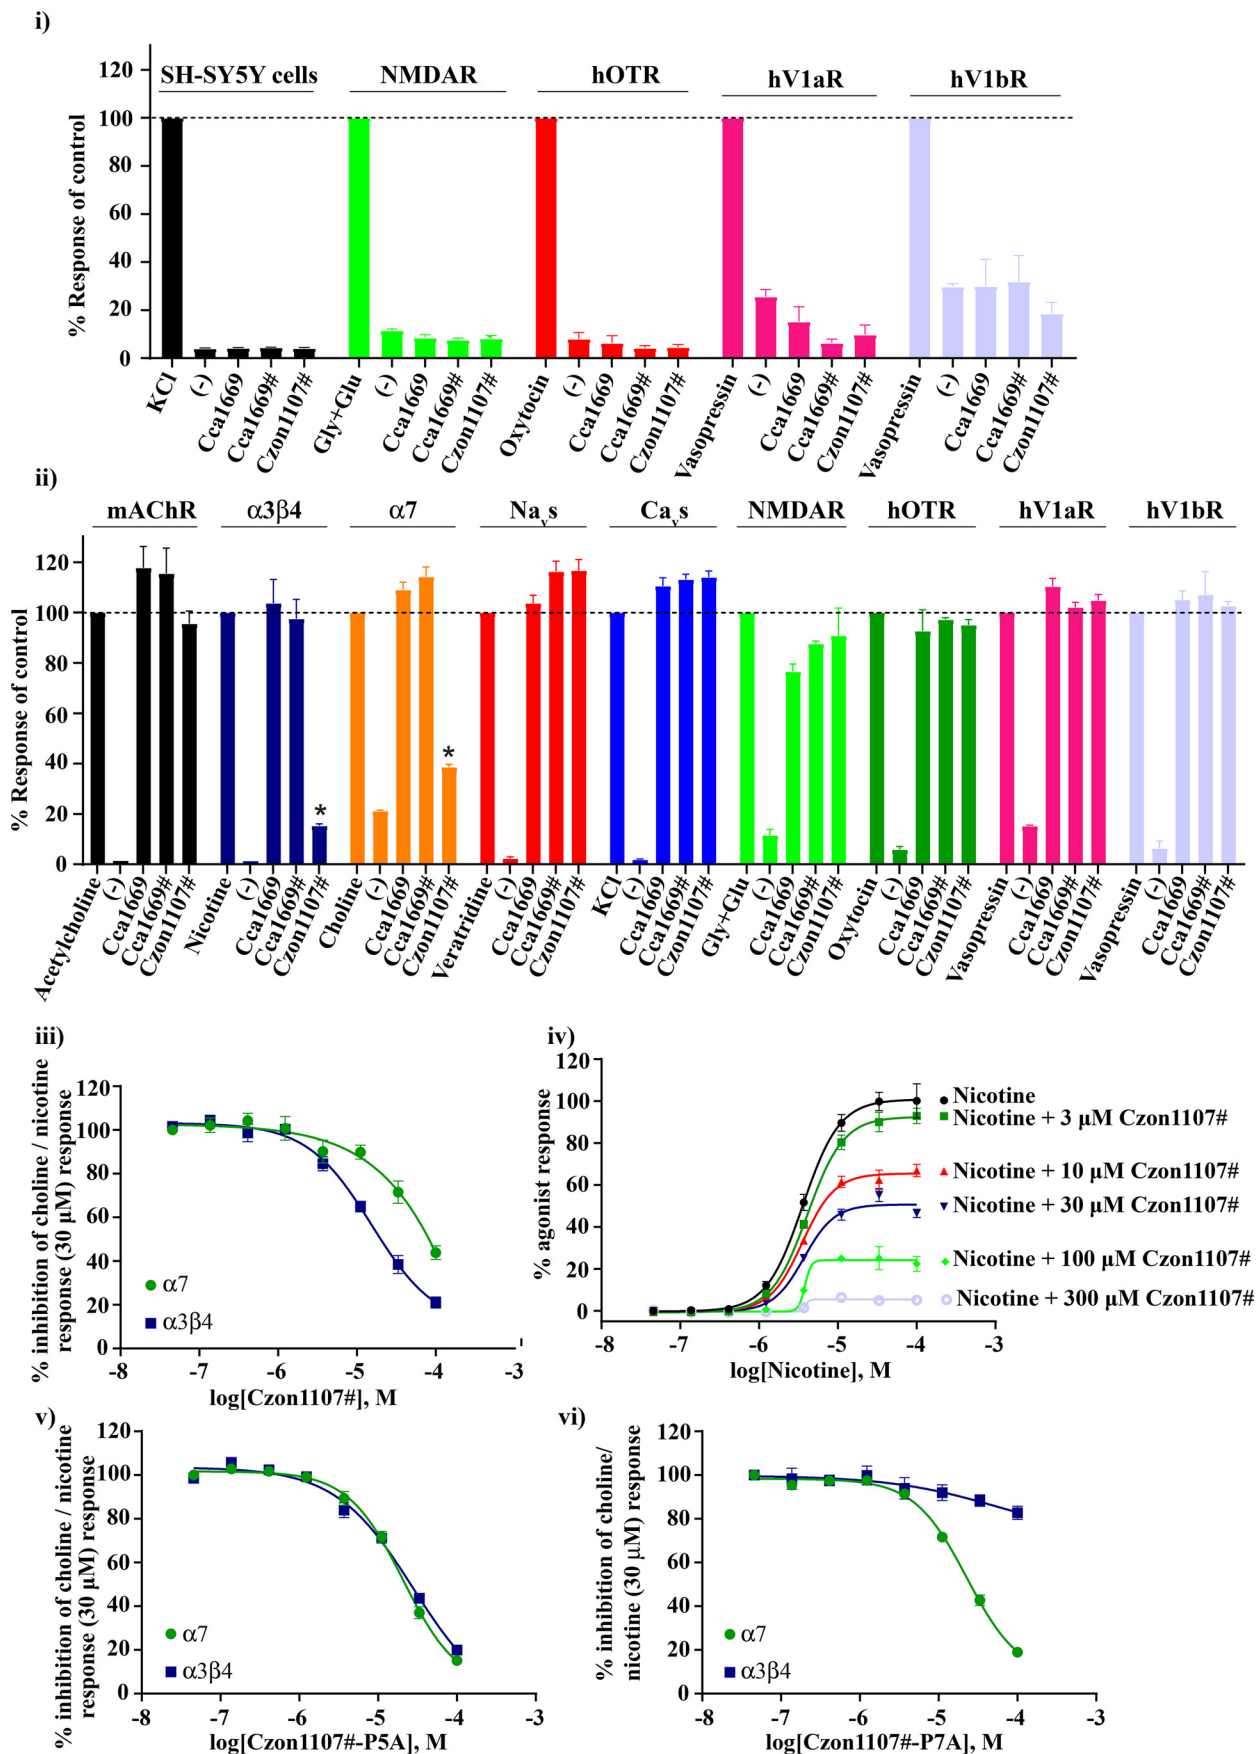 i)
SH-SY5Y cells NMDAR hOTR hV1aR hV1bR
% Response of control
120
100
80
60
40
20
0
KCl (-) Cca1669 Cca1669# Czon1107# Gly+Glu (-) Cca1669 Cca1669# Czon1107# Oxytocin (-) Cca1669 Cca1669# Czon1107# Vasopressin (-) Cca1669 Cca1669# Czon1107# Vasopressin (-) Cca1669 Cca1669# Czon1107#
ii)
mAChR α3β4 α7 Naᵥs Caᵥs NMDAR hOTR hV1aR hV1bR
% Response of control
120
100
80
60
40
20
0
* *
Acetylcholine (-) Cca1669 Cca1669# Czon1107# Nicotine (-) Cca1669 Cca1669# Czon1107# Choline (-) Cca1669 Cca1669# Czon1107# Veratridine (-) Cca1669 Cca1669# Czon1107# KCl (-) Cca1669 Cca1669# Czon1107# Gly+Glu (-) Cca1669 Cca1669# Czon1107# Oxytocin (-) Cca1669 Cca1669# Czon1107# Vasopressin (-) Cca1669 Cca1669# Czon1107# Vasopressin (-) Cca1669 Cca1669# Czon1107#
iii)
% inhibition of choline / nicotine
response (30 µM) response
120
100
80
60
40
20
0
α7
α3β4
-8 -7 -6 -5 -4 -3
log[Czon1107#], M
iv)
% agonist response
120
100
80
60
40
20
0
Nicotine
Nicotine + 3 µM Czon1107#
Nicotine + 10 µM Czon1107#
Nicotine + 30 µM Czon1107#
Nicotine + 100 µM Czon1107#
Nicotine + 300 µM Czon1107#
-8 -7 -6 -5 -4 -3
log[Nicotine], M
v)
% inhibition of choline / nicotine
response (30 µM) response
120
100
80
60
40
20
0
α7
α3β4
-8 -7 -6 -5 -4 -3
log[Czon1107#-P5A], M
vi)
% inhibition of choline/
nicotine (30 µM) response
120
100
80
60
40
20
0
α7
α3β4
-8 -7 -6 -5 -4 -3
log[Czon1107#-P7A], M